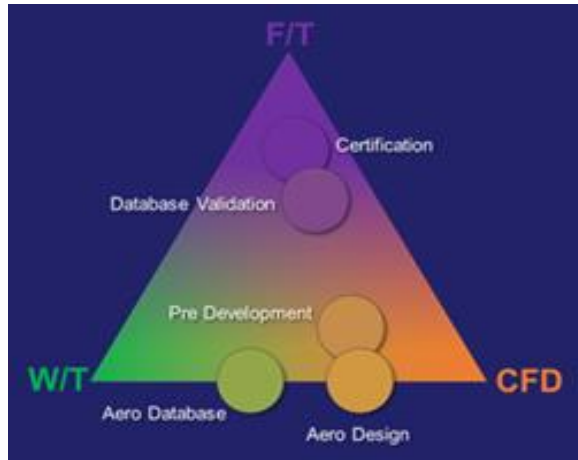 F/T
Certification
Database Validation
Pre Development
W/T
CFD
Aero Database
Aero Design